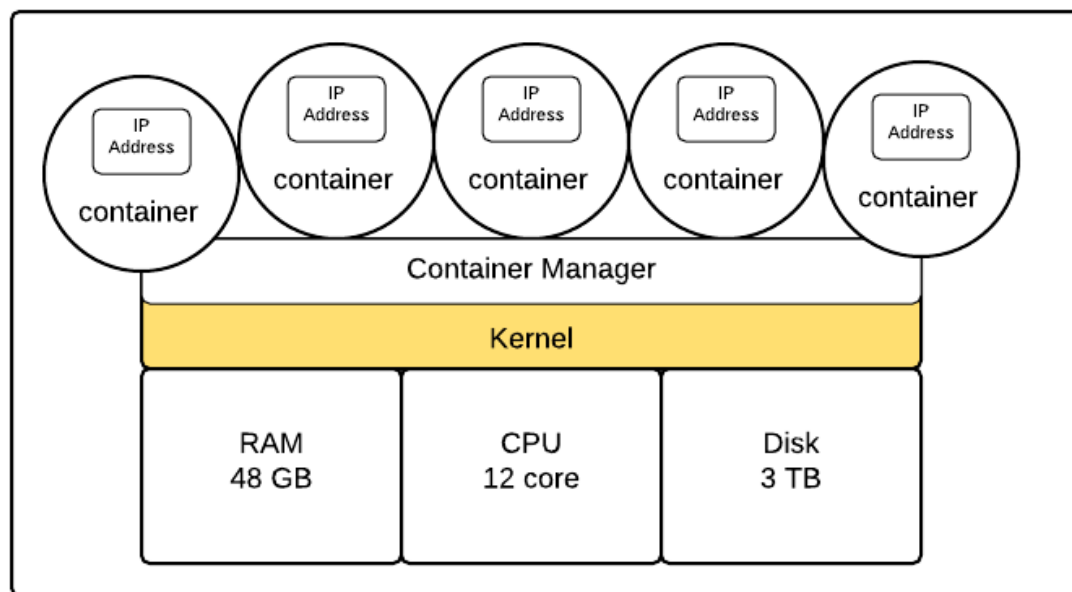 IP
Address
container
IP
Address
container
IP
Address
container
IP
Address
container
IP
Address
container
Container Manager
Kernel
RAM
48 GB
CPU
12 core
Disk
3 TB